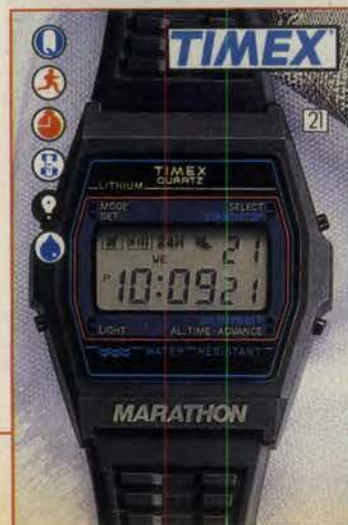 Q
TIMEX®
21
TIMEX
QUARTZ
LITHIUM
MODE SELECT
SET
24H 21
WE
P 10:09 21
LIGHT ALL TIME - ADVANCE
WATER RESISTANT
MARATHON